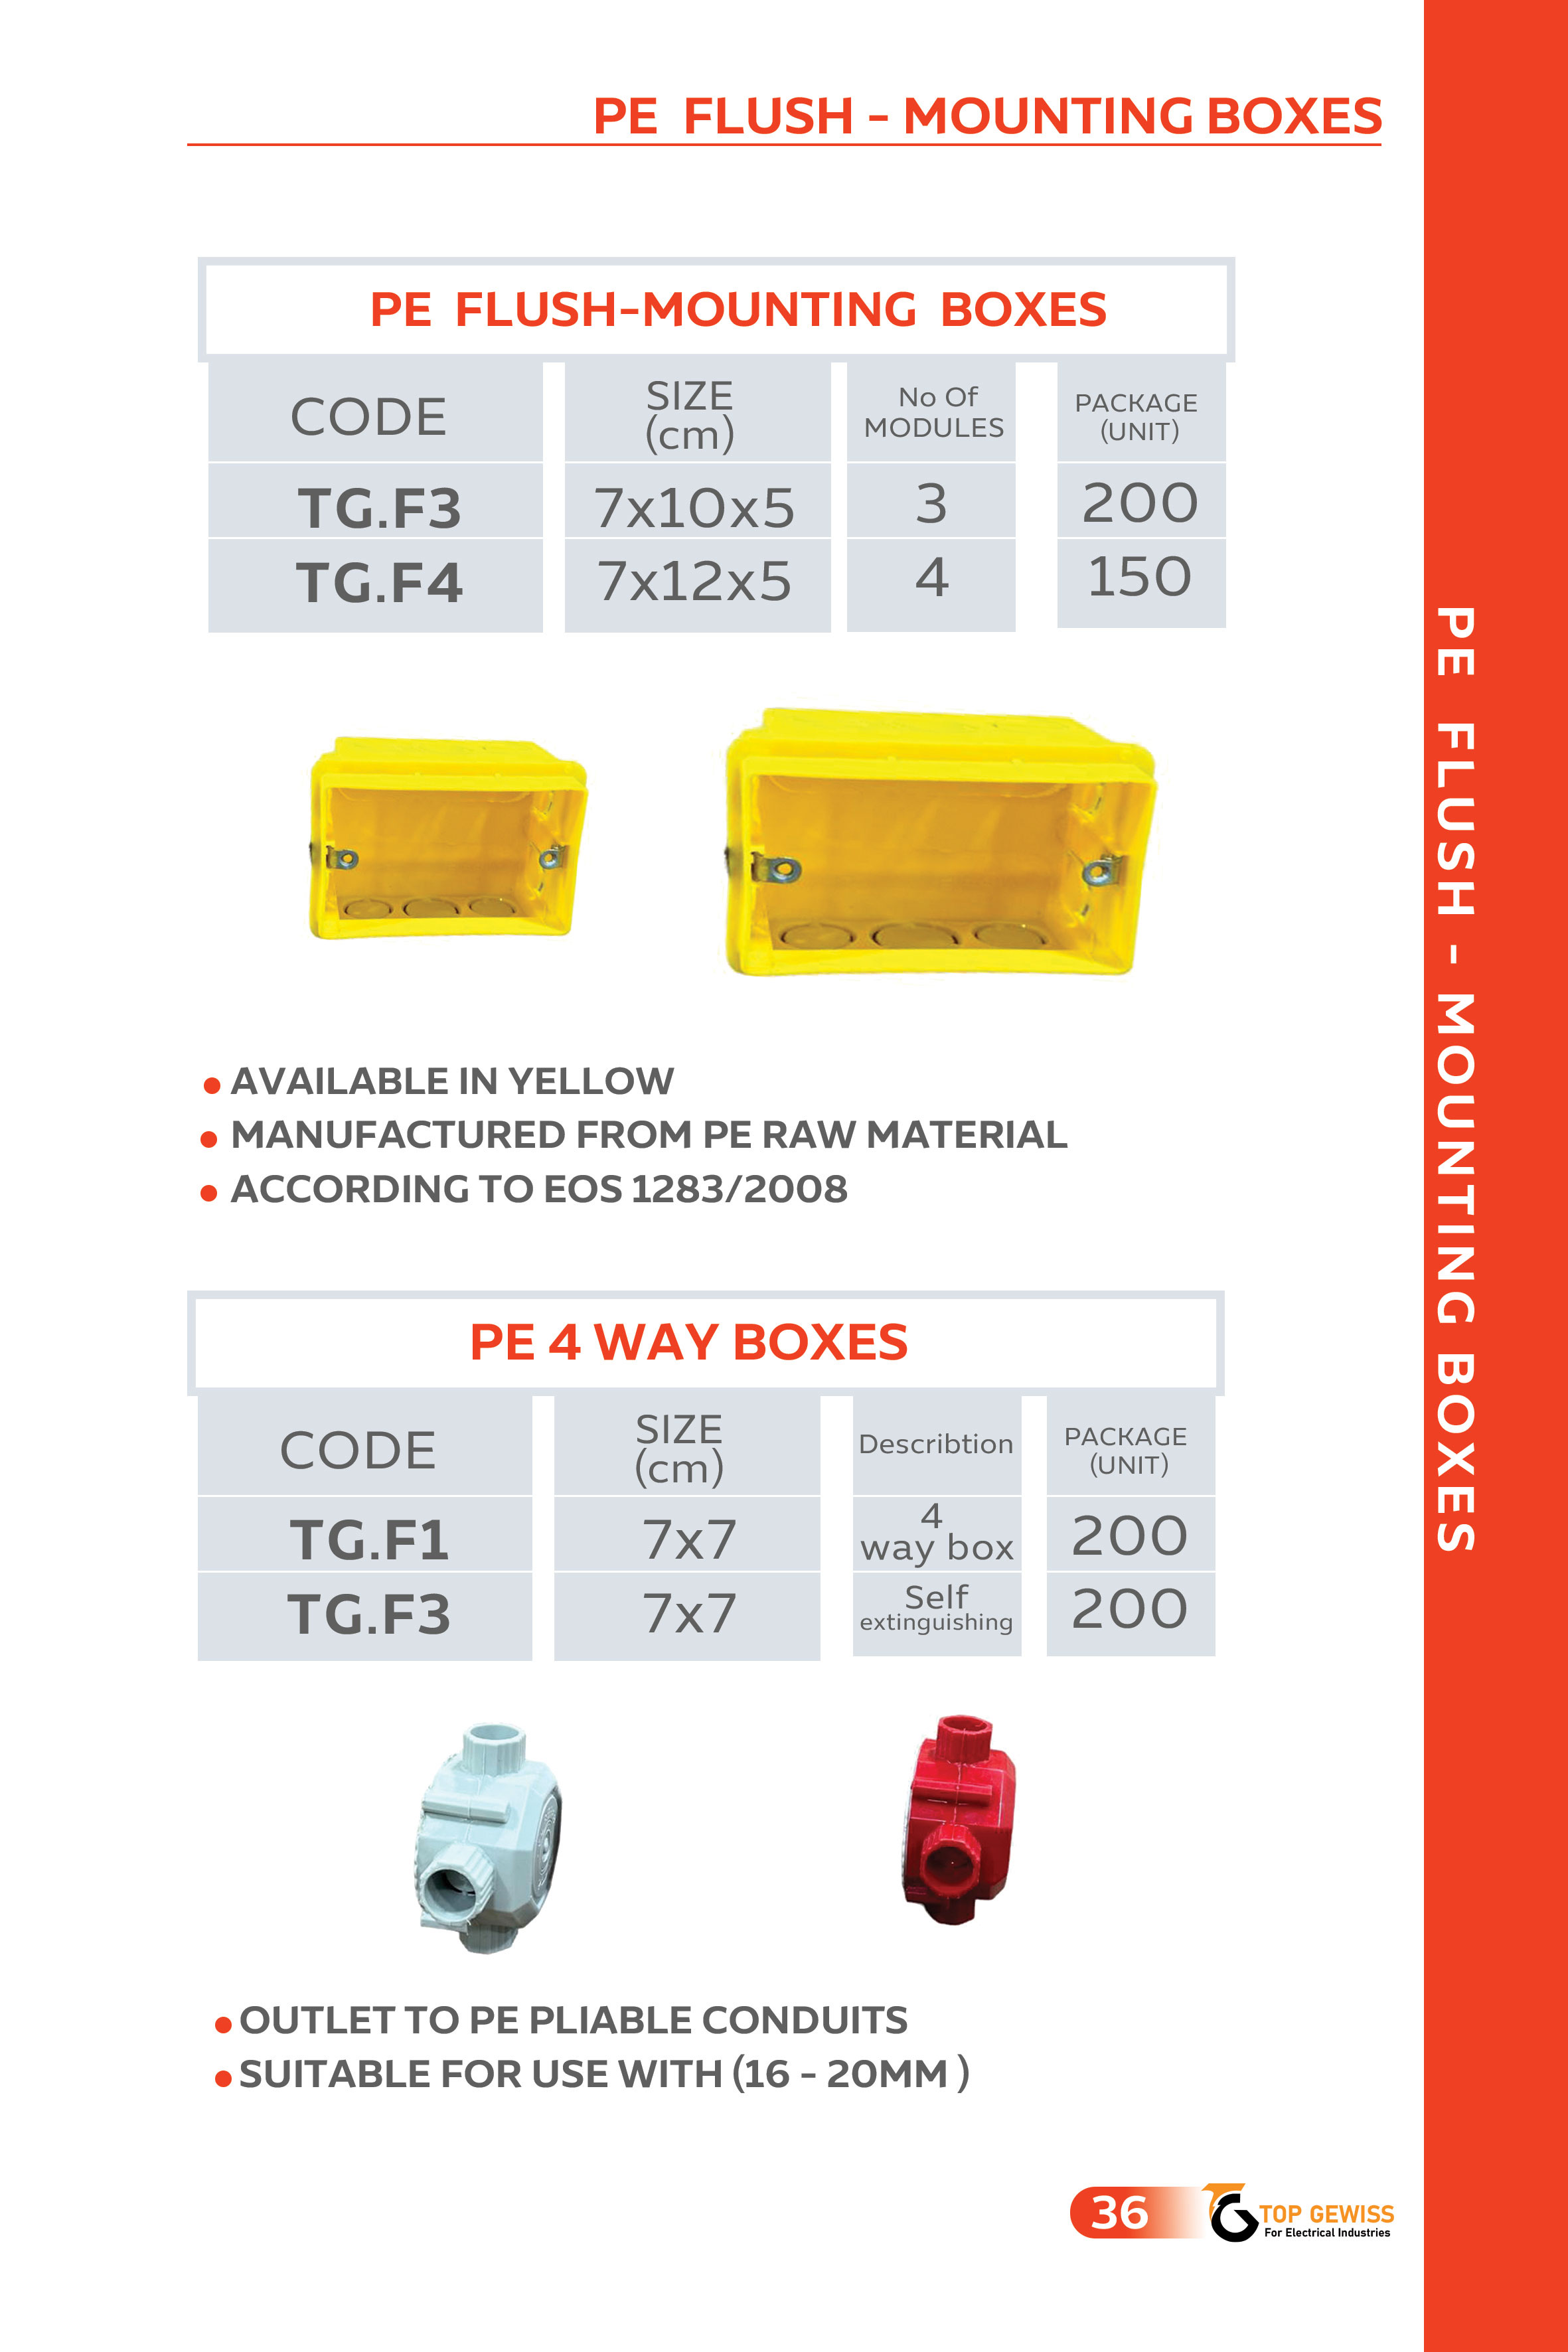 PE FLUSH - MOUNTING BOXES
PE FLUSH-MOUNTING BOXES
CODE
SIZE
(cm)
No Of
MODULES
PACKAGE
(UNIT)
TG.F3
7x10x5
3
200
TG.F4
7x12x5
4
150
AVAILABLE IN YELLOW
MANUFACTURED FROM PE RAW MATERIAL
ACCORDING TO EOS 1283/2008
PE 4 WAY BOXES
CODE
SIZE
(cm)
Describtion
PACKAGE
(UNIT)
TG.F1
7x7
4
way box
200
TG.F3
7x7
Self
extinguishing
200
OUTLET TO PE PLIABLE CONDUITS
SUITABLE FOR USE WITH (16 - 20MM )
PE FLUSH - MOUNTING BOXES
36
TOP GEWISS
For Electrical Industries